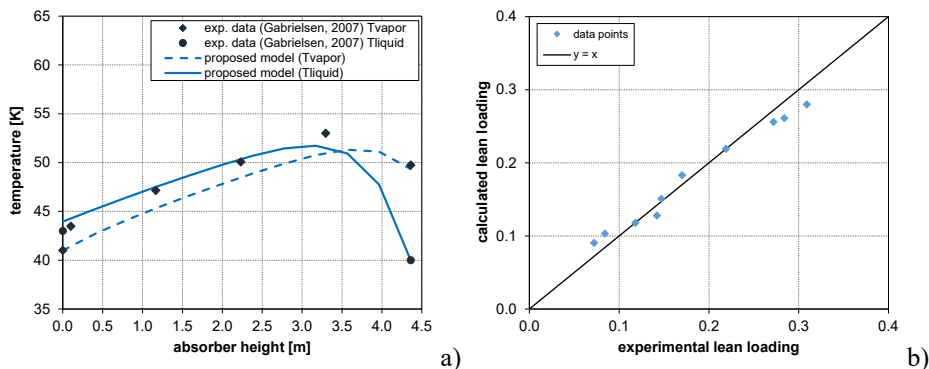 exp. data (Gabrielsen, 2007) Tvapor
exp. data (Gabrielsen, 2007) Tliquid
proposed model (Tvapor)
proposed model (Tliquid)
temperature [K]
65
60
55
50
45
40
35
0.0 0.5 1.0 1.5 2.0 2.5 3.0 3.5 4.0 4.5
absorber height [m]
a)
data points
y = x
calculated lean loading
0.4
0.3
0.2
0.1
0.0
0.0 0.1 0.2 0.3 0.4
experimental lean loading
b)